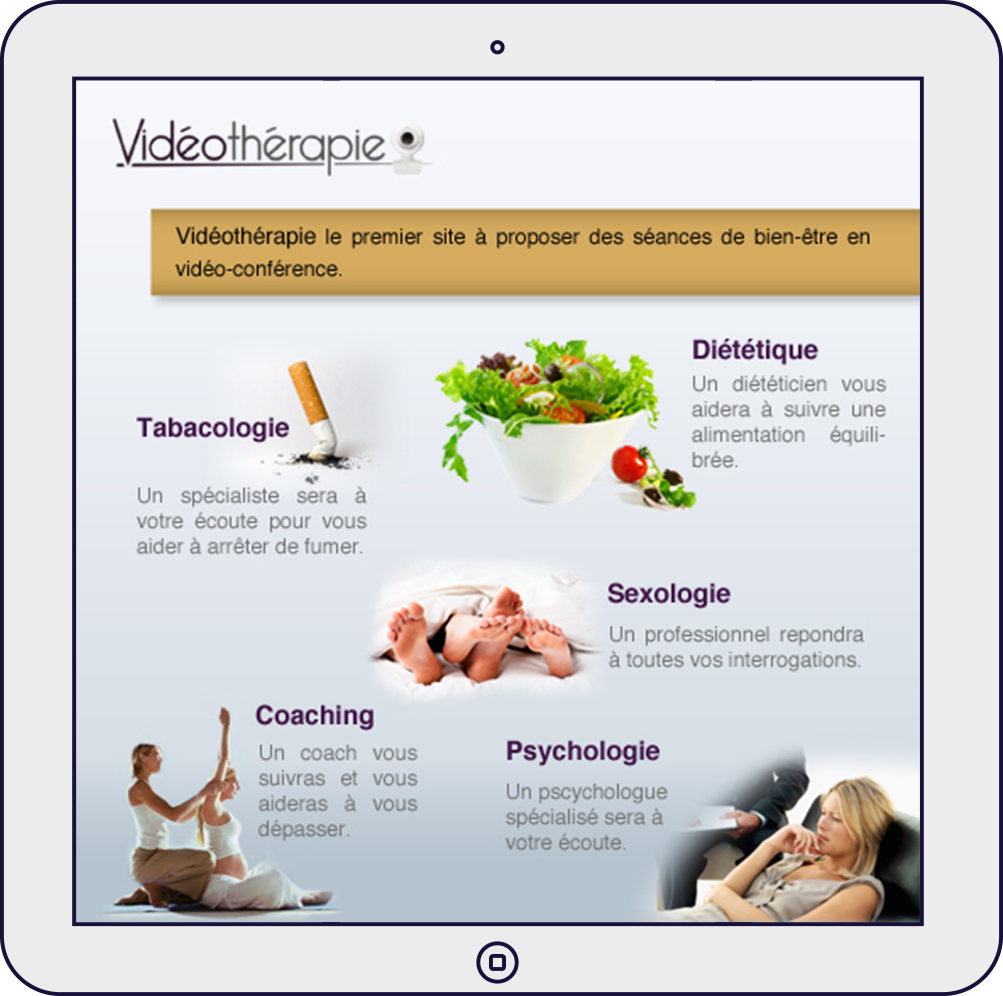 Vidéothérapie
Vidéothérapie le premier site à proposer des séances de bien-être en
vidéo-conférence.
Tabacologie
Un spécialiste sera à
votre écoute pour vous
aider à arrêter de fumer.
Diététique
Un diététicien vous
aidera à suivre une
alimentation équili-
brée.
Sexologie
Un professionnel repondra
à toutes vos interrogations.
Coaching
Un coach vous
suivras et vous
aideras à vous
dépasser.
Psychologie
Un pscychologue
spécialisé sera à
votre écoute.